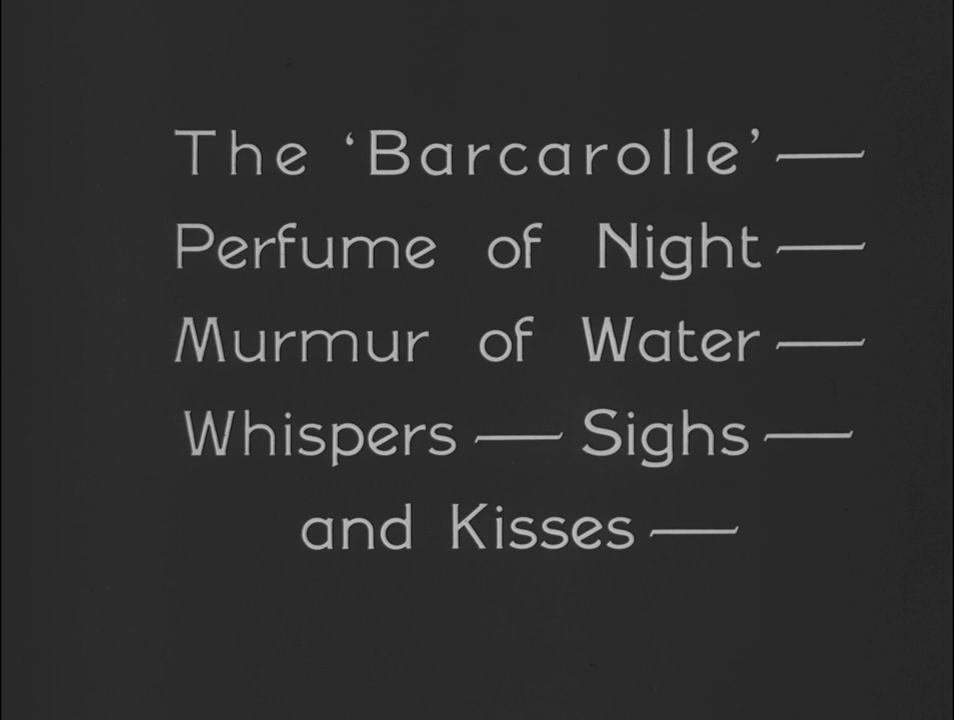 The ‘Barcarolle’—
Perfume of Night—
Murmur of Water—
Whispers — Sighs—
and Kisses—